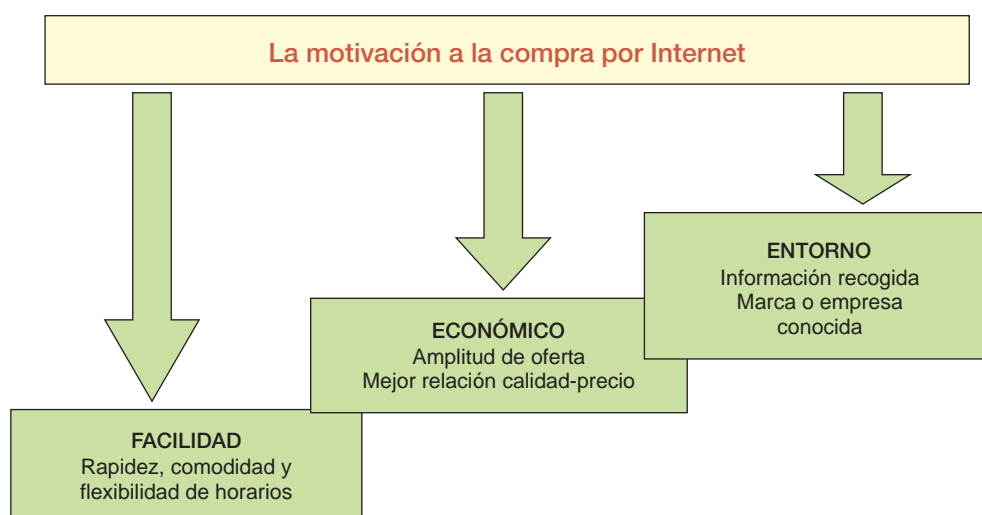 La motivación a la compra por Internet
ENTORNO
Información recogida
Marca o empresa
conocida
ECONÓMICO
Amplitud de oferta
Mejor relación calidad-precio
FACILIDAD
Rapidez, comodidad y
flexibilidad de horarios